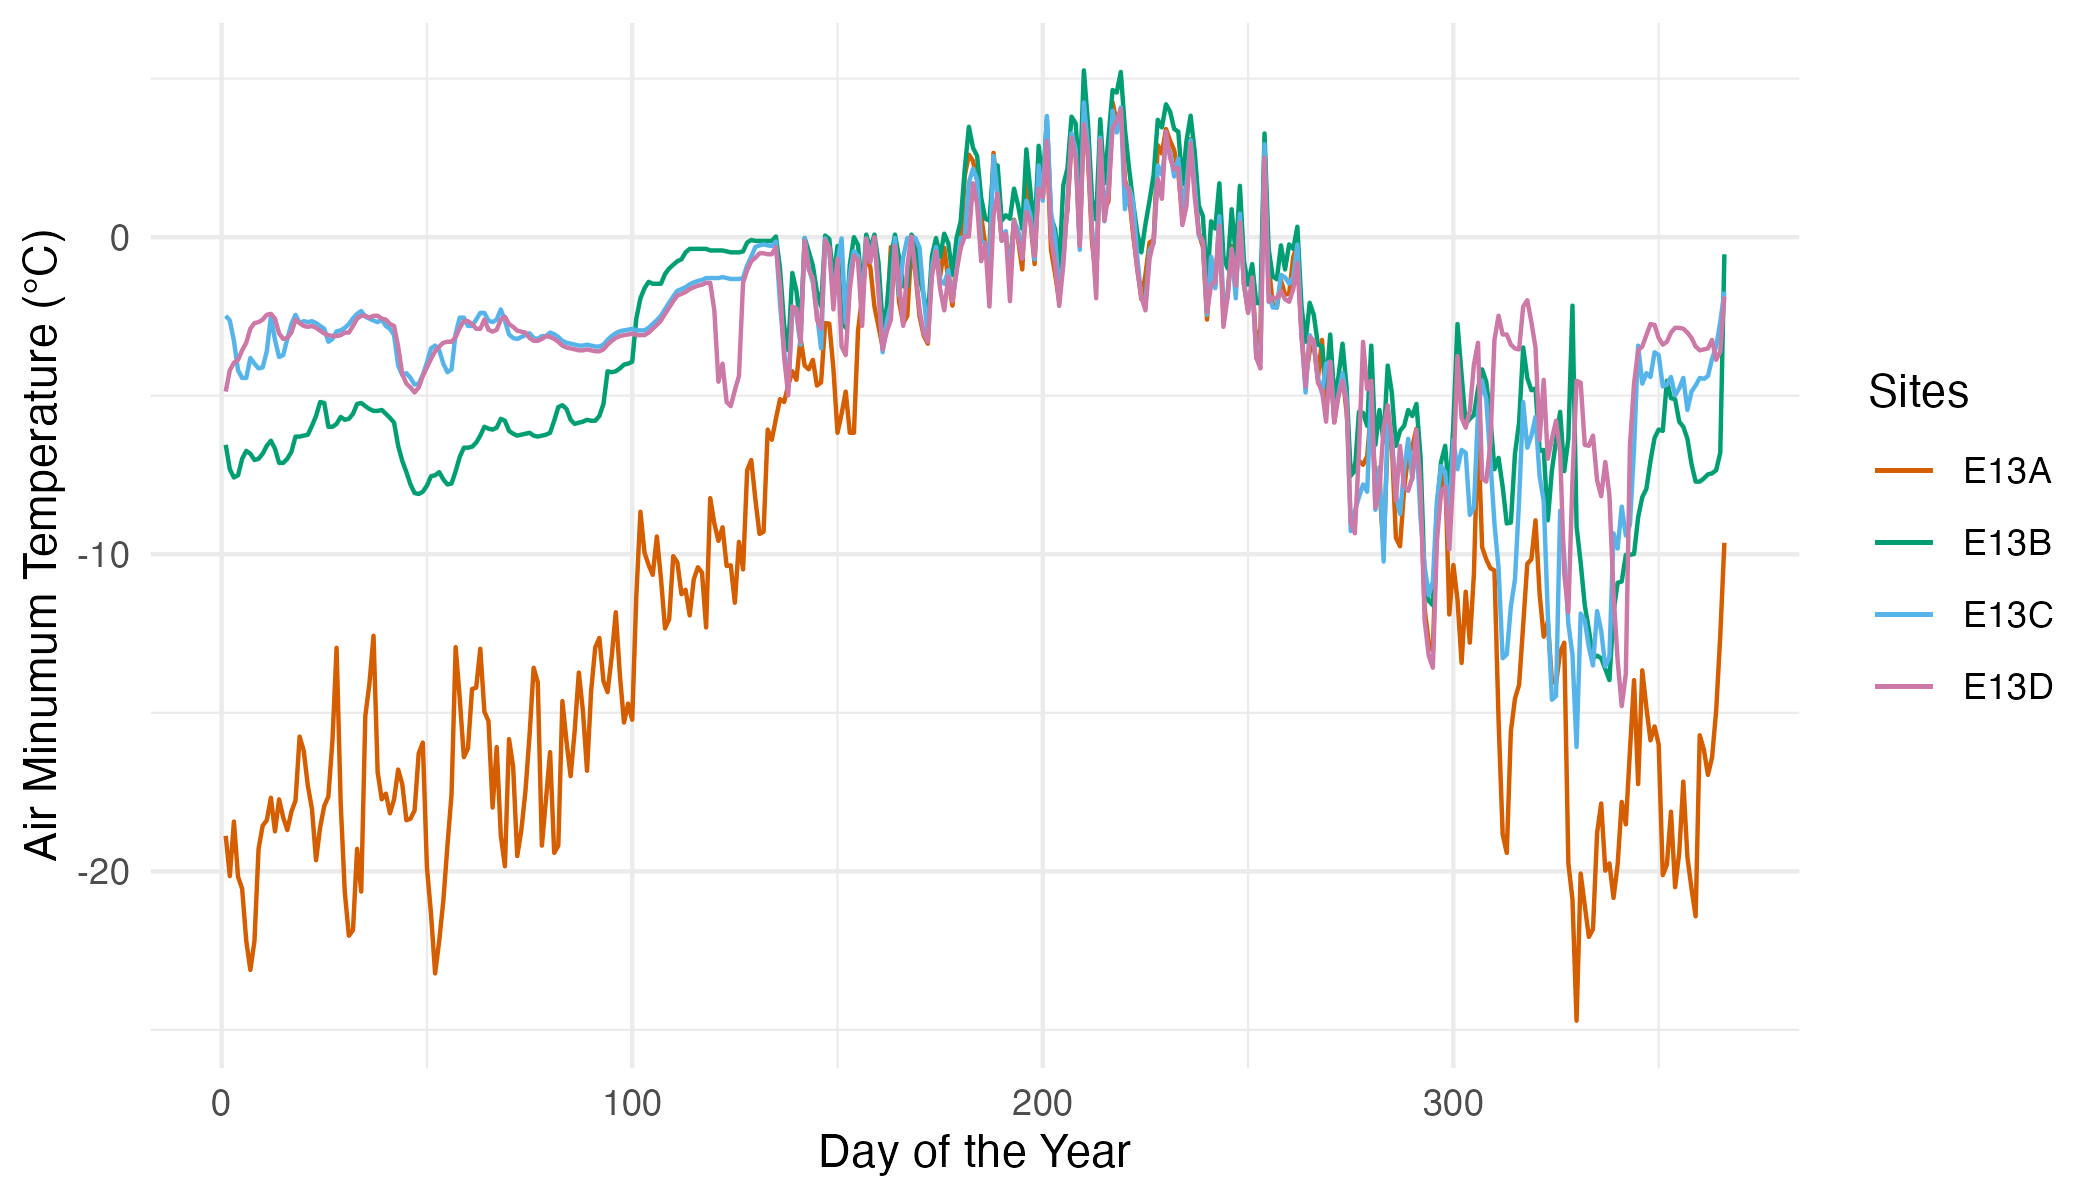 Air Minumum Temperature (°C)
0
-10
-20
0 100 200 300
Day of the Year
Sites
E13A
E13B
E13C
E13D